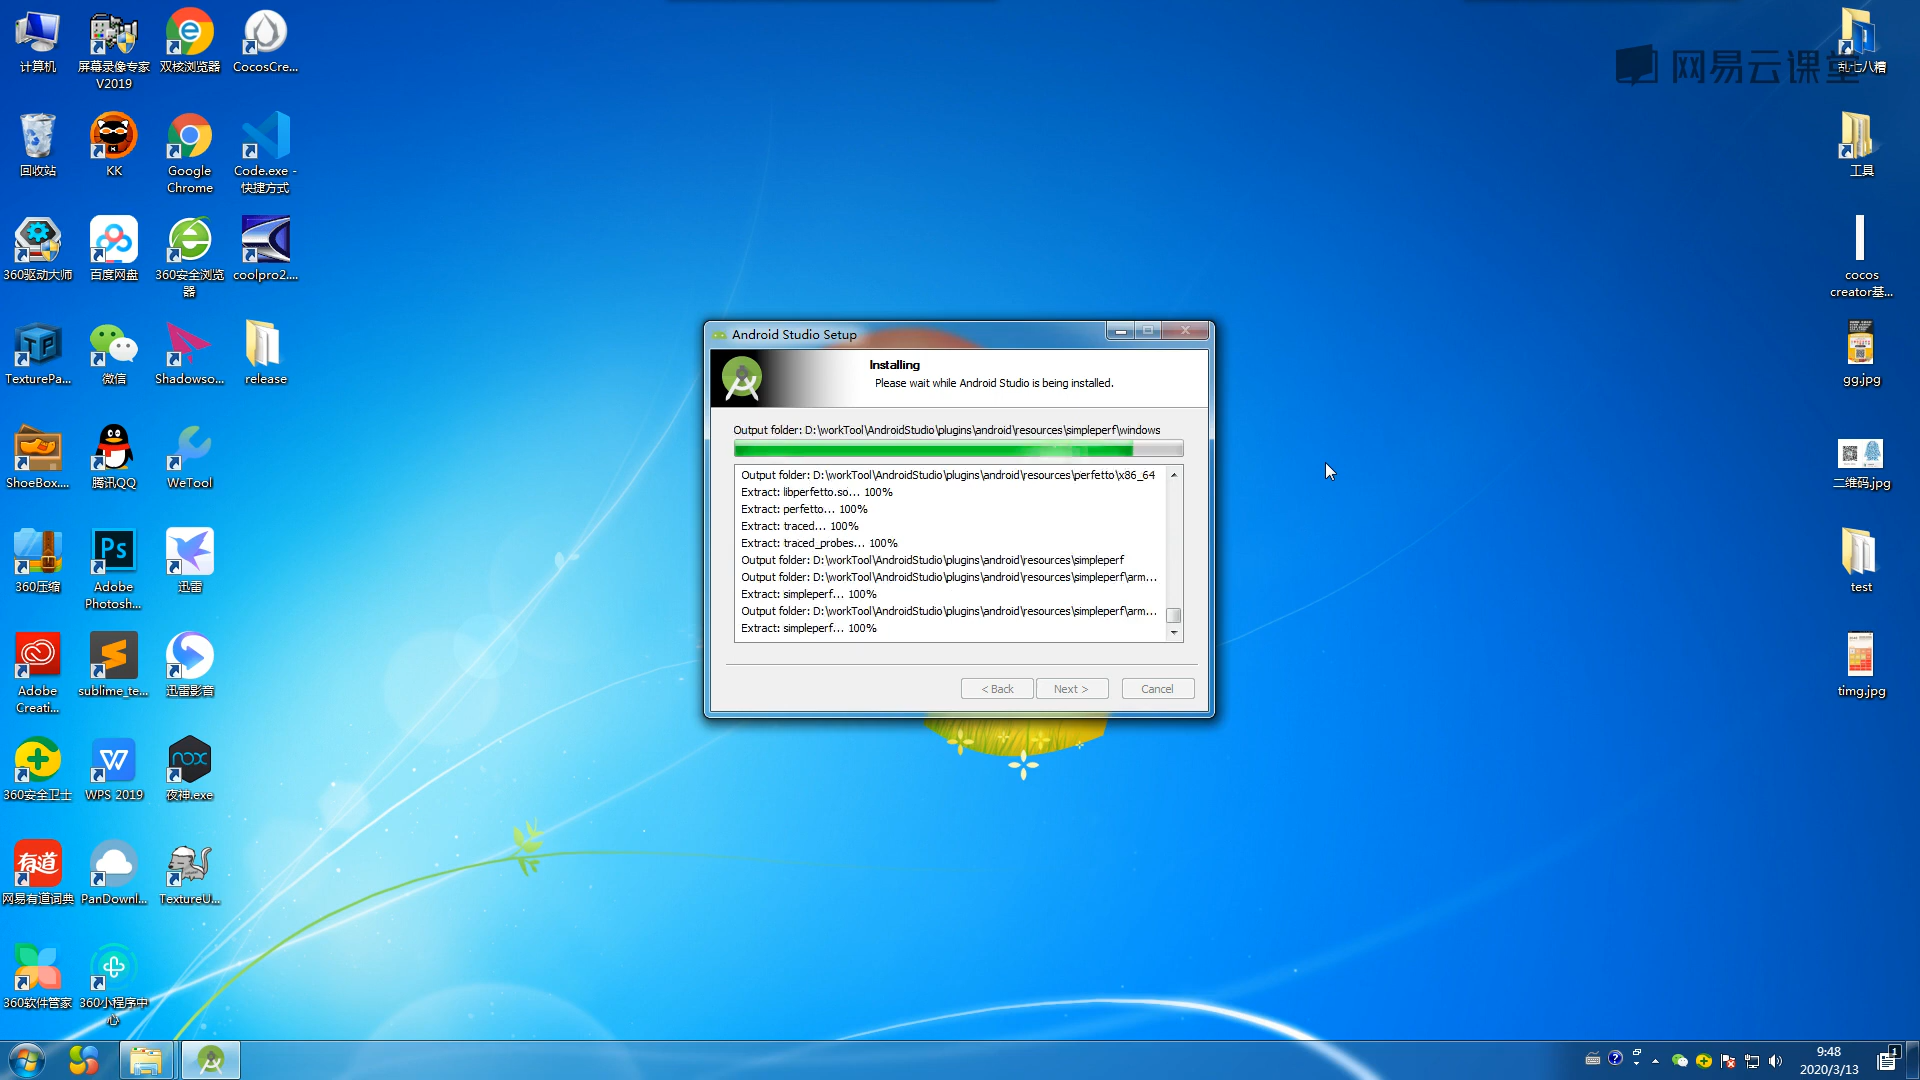 计算机
屏幕录像专家
V2019
双核浏览器
CocosCre...
回收站
KK
Google
Chrome
Code.exe -
快捷方式
360驱动大师
百度网盘
360安全浏览
器
coolpro2....
TexturePa...
微信
Shadowso...
release
ShoeBox....
腾讯QQ
WeTool
360压缩
Adobe
Photosh...
迅雷
Adobe
Creati...
sublime_te...
迅雷影音
360安全卫士
WPS 2019
夜神.exe
网易有道词典
PanDownl...
TextureU...
360软件管家
360小程序中
心
Android Studio Setup
Installing
Please wait while Android Studio is being installed.
Output folder: D:\workTool\AndroidStudio\plugins\android\resources\simpleperf\windows
Output folder: D:\workTool\AndroidStudio\plugins\android\resources\perfetto\x86_64
Extract: libperfetto.so... 100%
Extract: perfetto... 100%
Extract: traced... 100%
Extract: traced_probes... 100%
Output folder: D:\workTool\AndroidStudio\plugins\android\resources\simpleperf
Output folder: D:\workTool\AndroidStudio\plugins\android\resources\simpleperf\arm...
Extract: simpleperf... 100%
Output folder: D:\workTool\AndroidStudio\plugins\android\resources\simpleperf\arm...
Extract: simpleperf... 100%
< Back
Next >
Cancel
网易云课堂
乱七八糟
工具
cocos
creator基...
gg.jpg
二维码.jpg
test
timg.jpg
9:48
2020/3/13
1